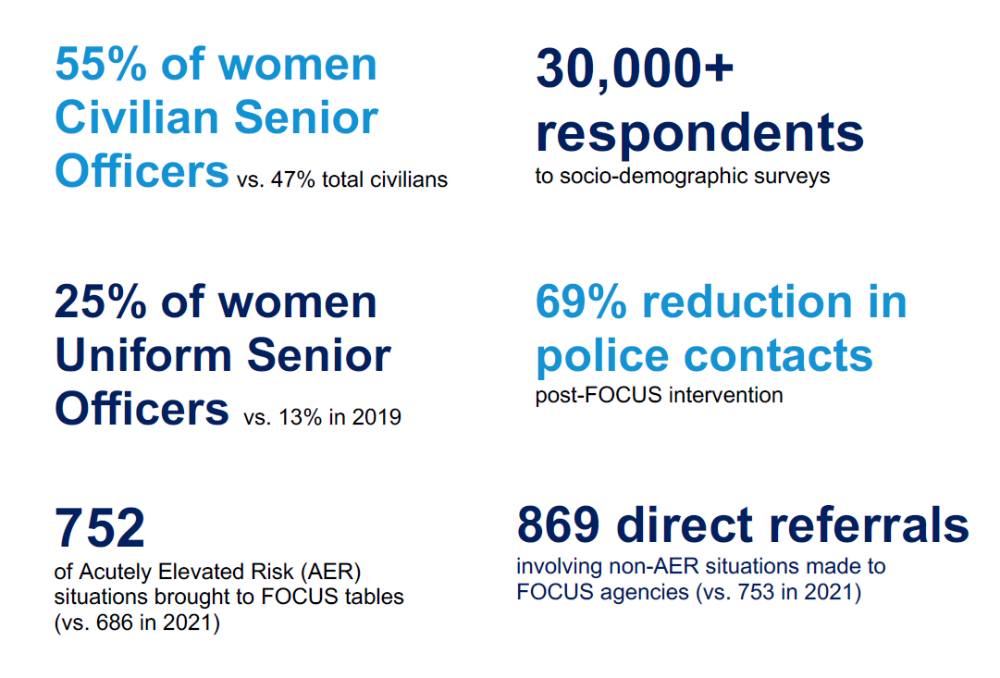 55% of women
Civilian Senior
Officers vs. 47% total civilians
30,000+
respondents
to socio-demographic surveys
25% of women
Uniform Senior
Officers vs. 13% in 2019
69% reduction in
police contacts
post-FOCUS intervention
752
of Acutely Elevated Risk (AER)
situations brought to FOCUS tables
(vs. 686 in 2021)
869 direct referrals
involving non-AER situations made to
FOCUS agencies (vs. 753 in 2021)